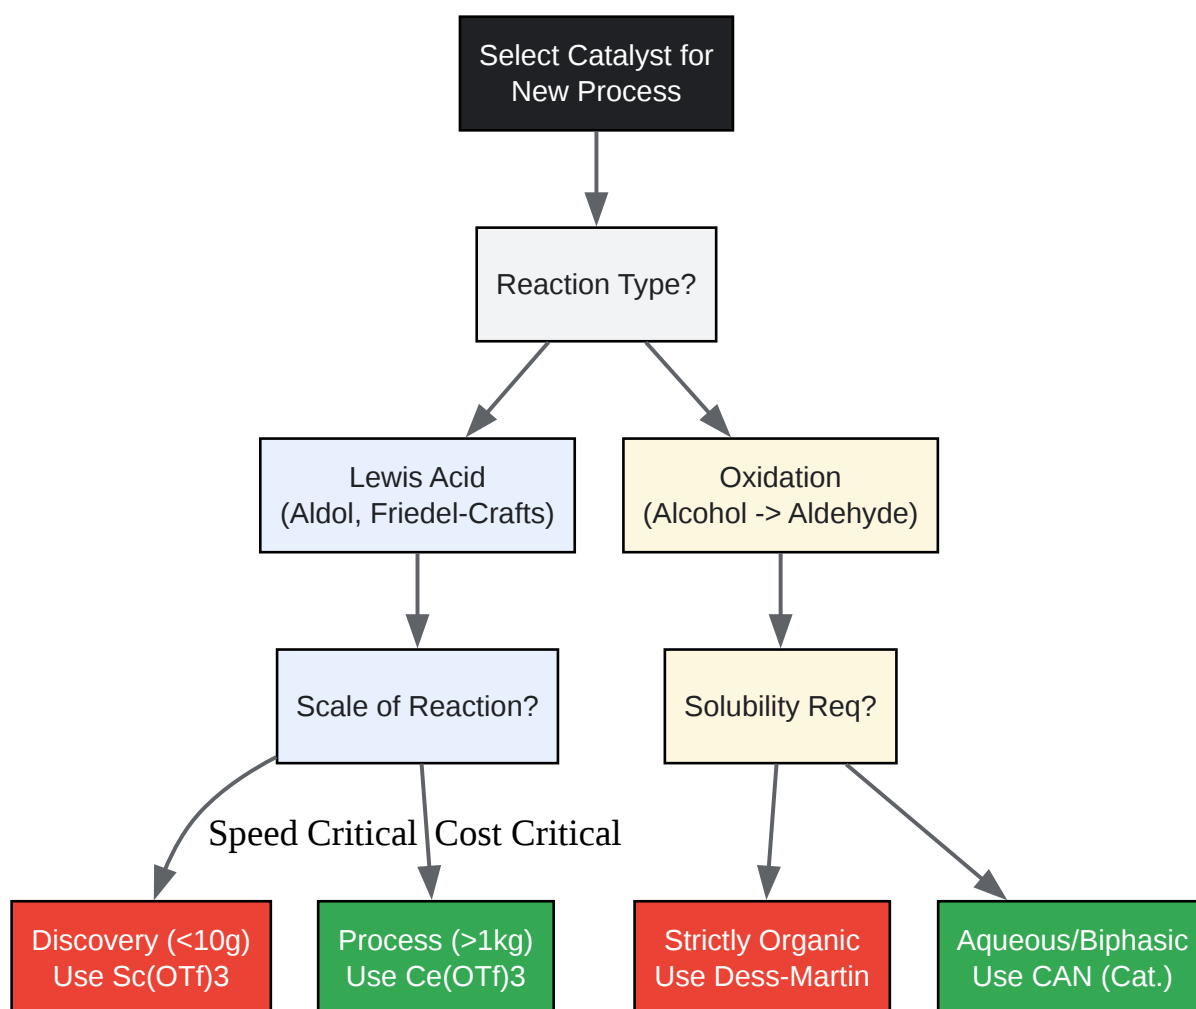 Select Catalyst for
New Process
Reaction Type?
Lewis Acid
(Aldol, Friedel-Crafts)
Oxidation
(Alcohol -> Aldehyde)
Scale of Reaction?
Solubility Req?
Speed Critical
Cost Critical
Discovery (<10g)
Use Sc(OTf)3
Process (>1kg)
Use Ce(OTf)3
Strictly Organic
Use Dess-Martin
Aqueous/Biphasic
Use CAN (Cat.)